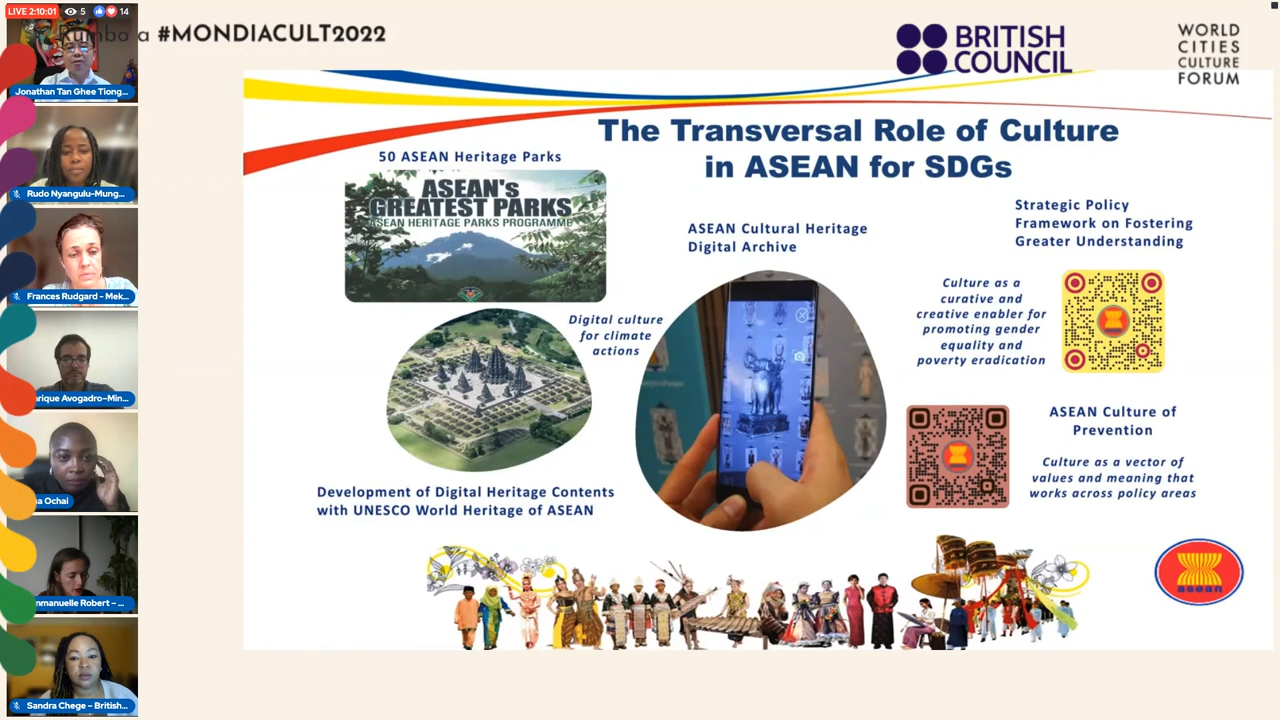 LIVE 2:10:01 5 14
Rumbo a #MONDIACULT2022
BRITISH
COUNCIL
WORLD
CITIES
CULTURE
FORUM
Jonathan Tan Ghee Tiong...
Rudo Nyangulu-Mung...
Frances Rudgard - Mek...
rique Avogadro-Min...
na Ochai
nmanuelle Robert – ...
Sandra Chege – British...
The Transversal Role of Culture
in ASEAN for SDGs
50 ASEAN Heritage Parks
ASEAN's
GREATEST PARKS
ASEAN HERITAGE PARKS PROGRAMME
ASEAN Cultural Heritage
Digital Archive
Strategic Policy
Framework on Fostering
Greater Understanding
Digital culture
for climate
actions
Culture as a
curative and
creative enabler for
promoting gender
equality and
poverty eradication
ASEAN Culture of
Prevention
Culture as a vector of
values and meaning that
works across policy areas
Development of Digital Heritage Contents
with UNESCO World Heritage of ASEAN
asean